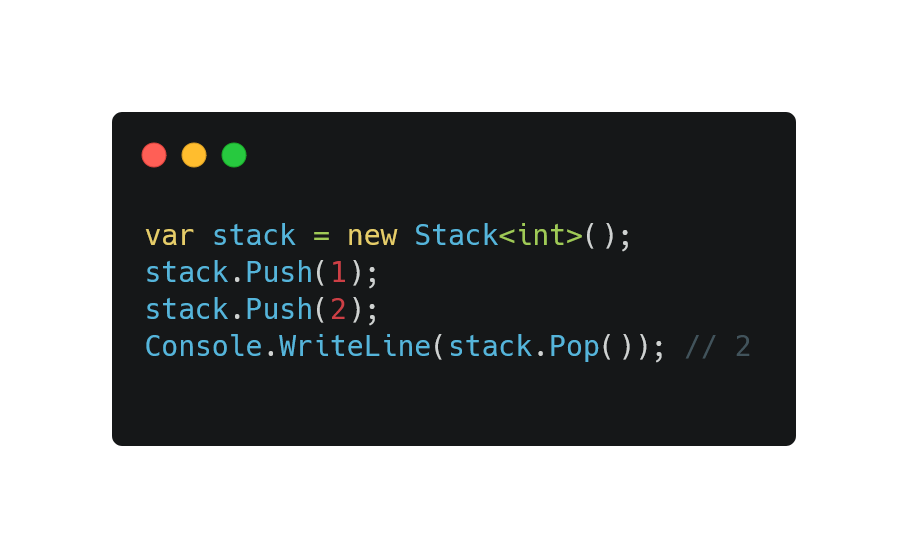 var stack = new Stack<int>();
stack.Push(1);
stack.Push(2);
Console.WriteLine(stack.Pop()); // 2